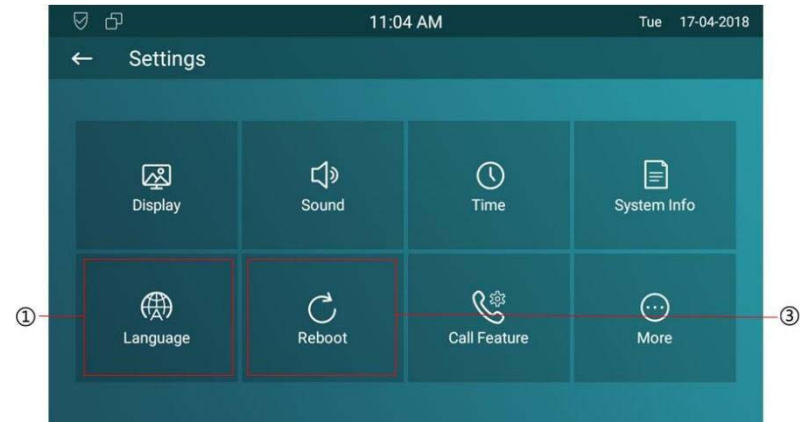 11:04 AM Tue 17-04-2018
Settings
Display Sound Time System Info
① ③
Language Reboot Call Feature More